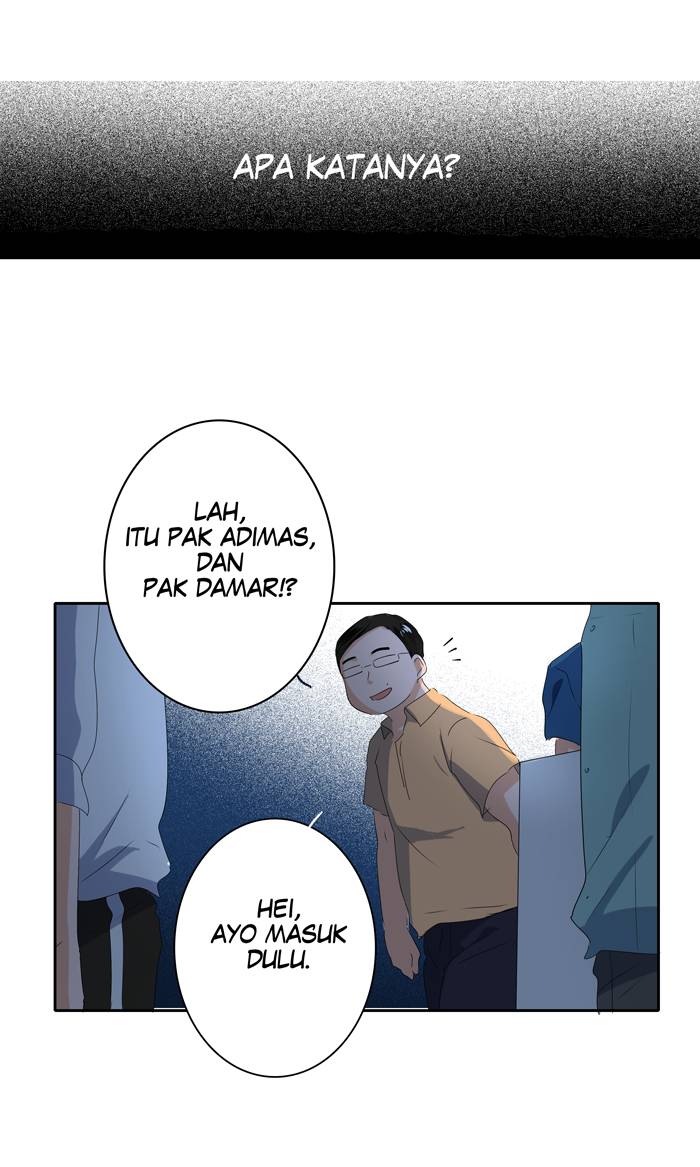 APA KATANYA?
LAH,
ITU PAK ADIMAS,
DAN
PAK DAMAR!?
HEI,
AYO MASUK
DULU.